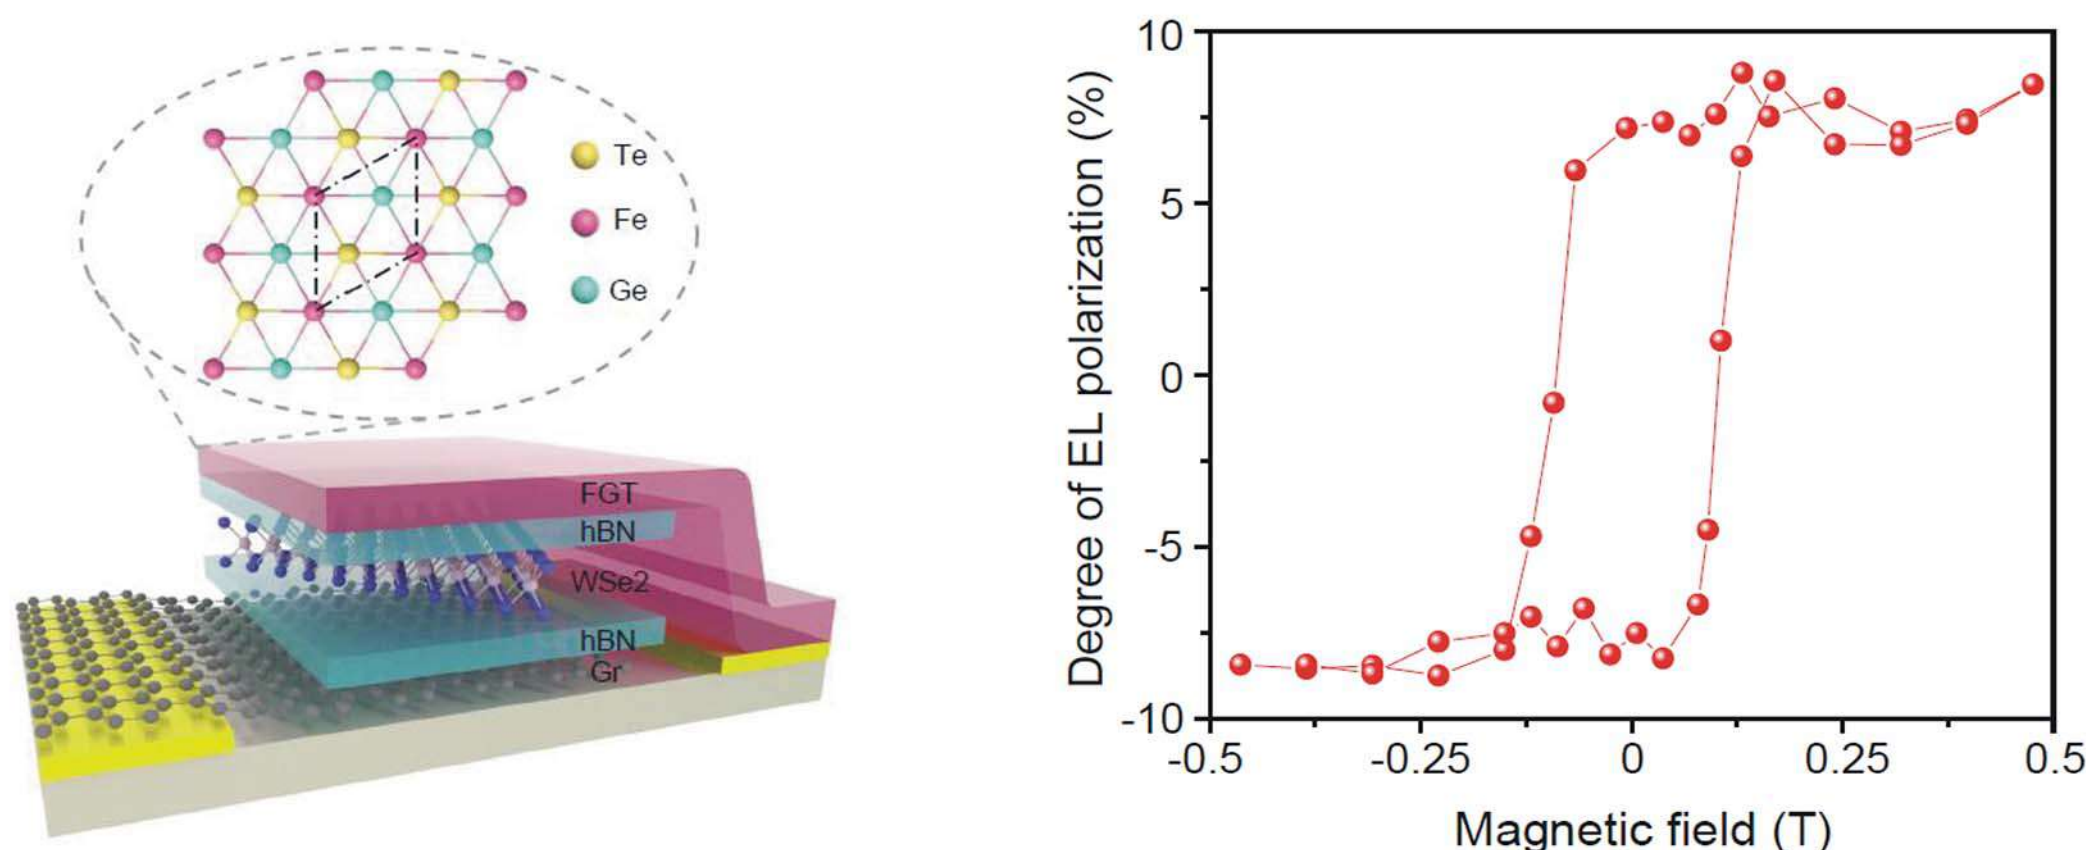 Te
Fe
Ge
FGT
hBN
WSe2
hBN
Gr
Degree of EL polarization (%)
10
5
0
-5
-10
-0.5
-0.25
0
0.25
0.5
Magnetic field (T)